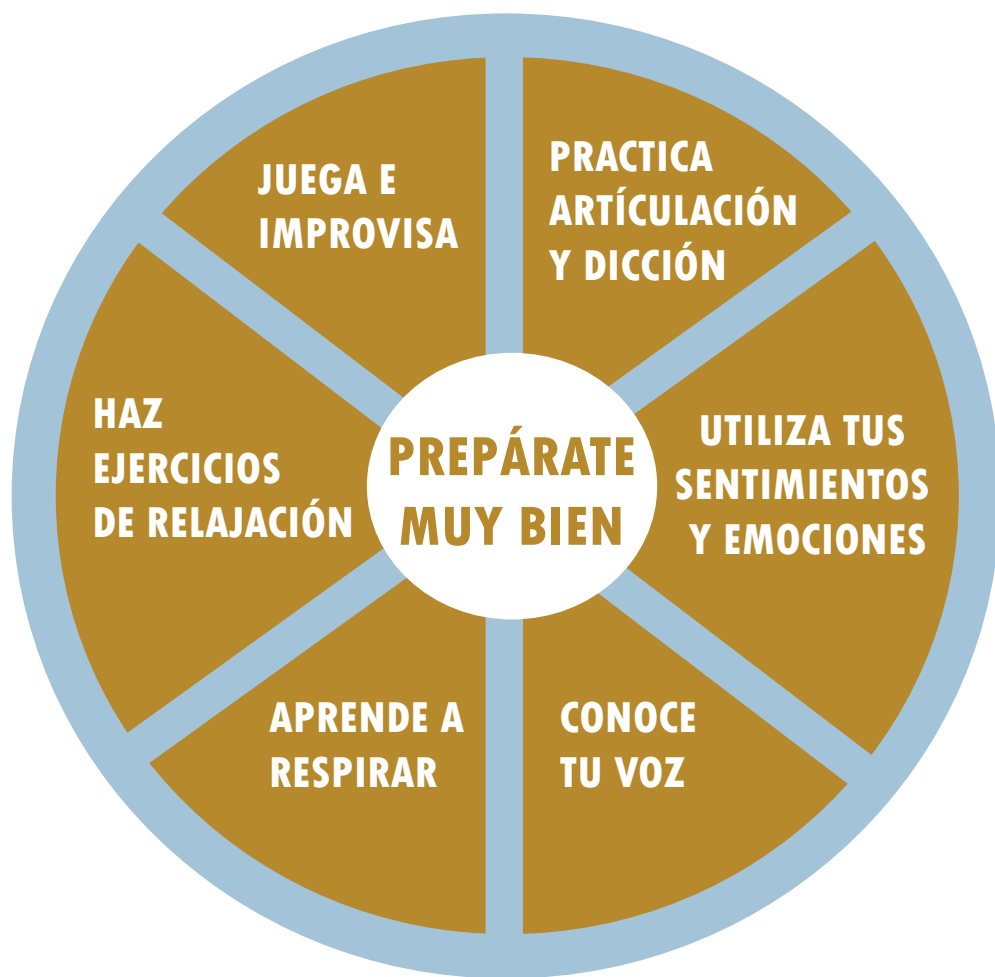 JUEGA E
IMPROVISA
PRACTICA
ARTÍCULACIÓN
Y DICCIÓN
HAZ
EJERCICIOS
DE RELAJACIÓN
PREPÁRATE
MUY BIEN
UTILIZA TUS
SENTIMIENTOS
Y EMOCIONES
APRENDE A
RESPIRAR
CONOCE
TU VOZ